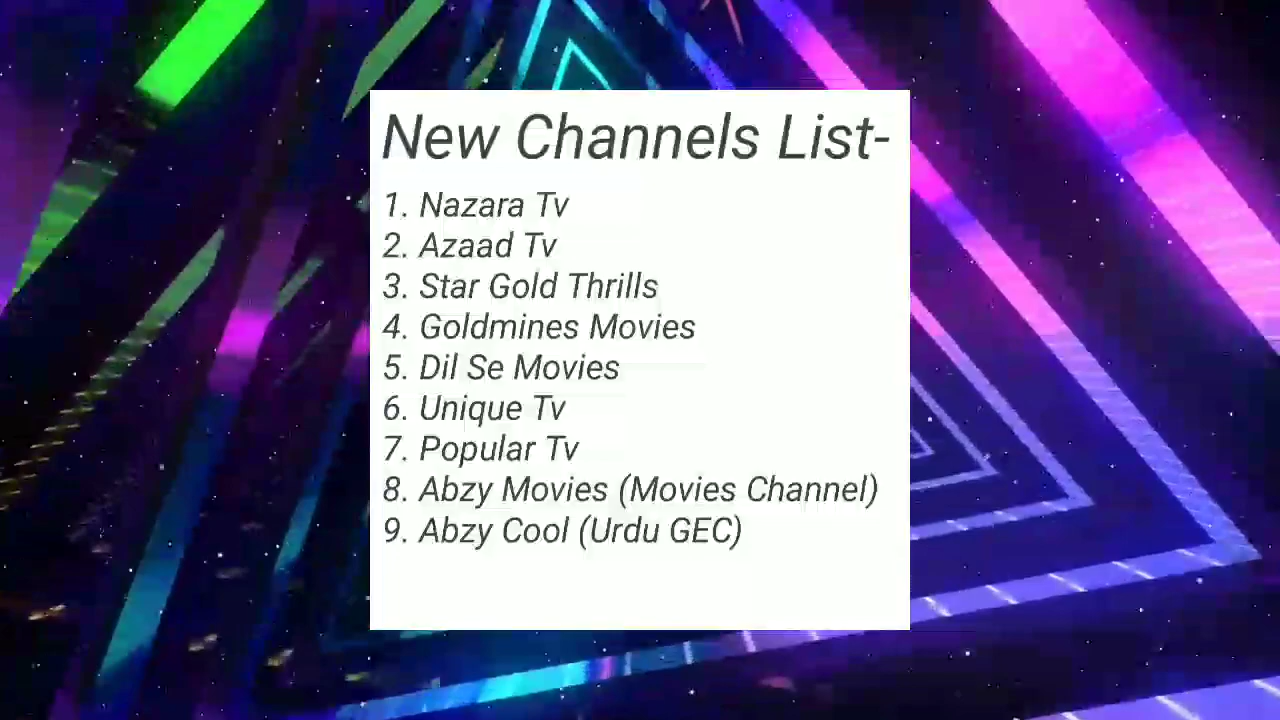 New Channels List-
1. Nazara Tv
2. Azaad Tv
3. Star Gold Thrills
4. Goldmines Movies
5. Dil Se Movies
6. Unique Tv
7. Popular Tv
8. Abzy Movies (Movies Channel)
9. Abzy Cool (Urdu GEC)